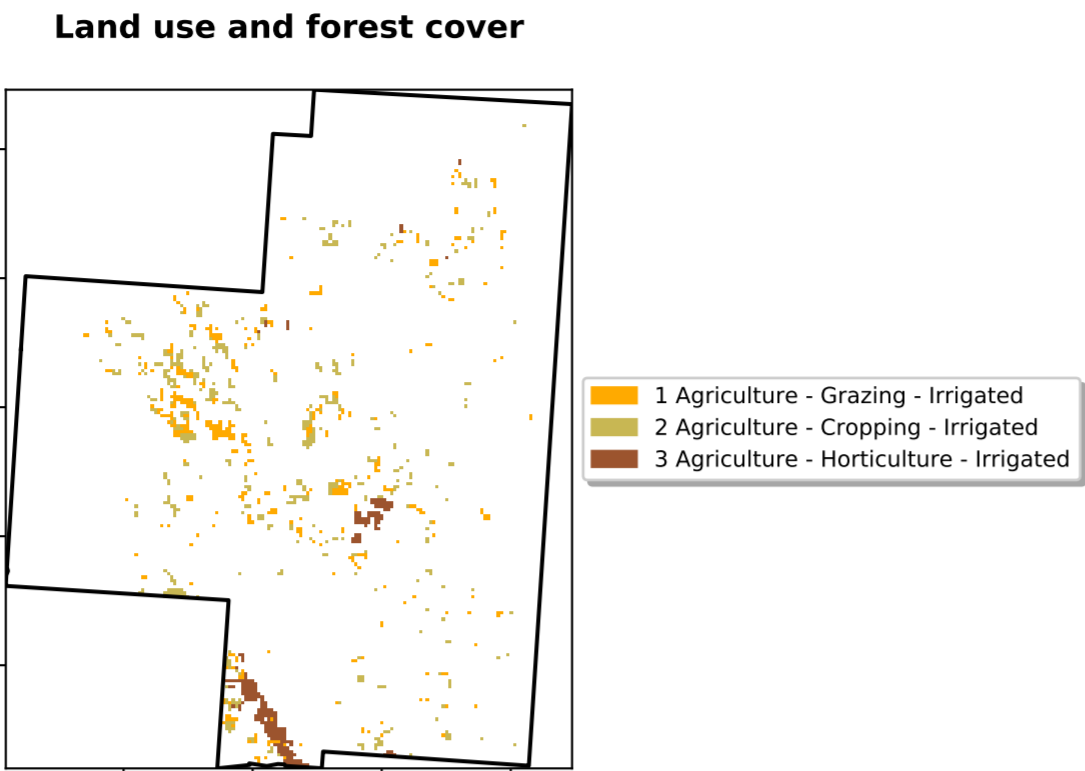 Land use and forest cover
1 Agriculture - Grazing - Irrigated
2 Agriculture - Cropping - Irrigated
3 Agriculture - Horticulture - Irrigated